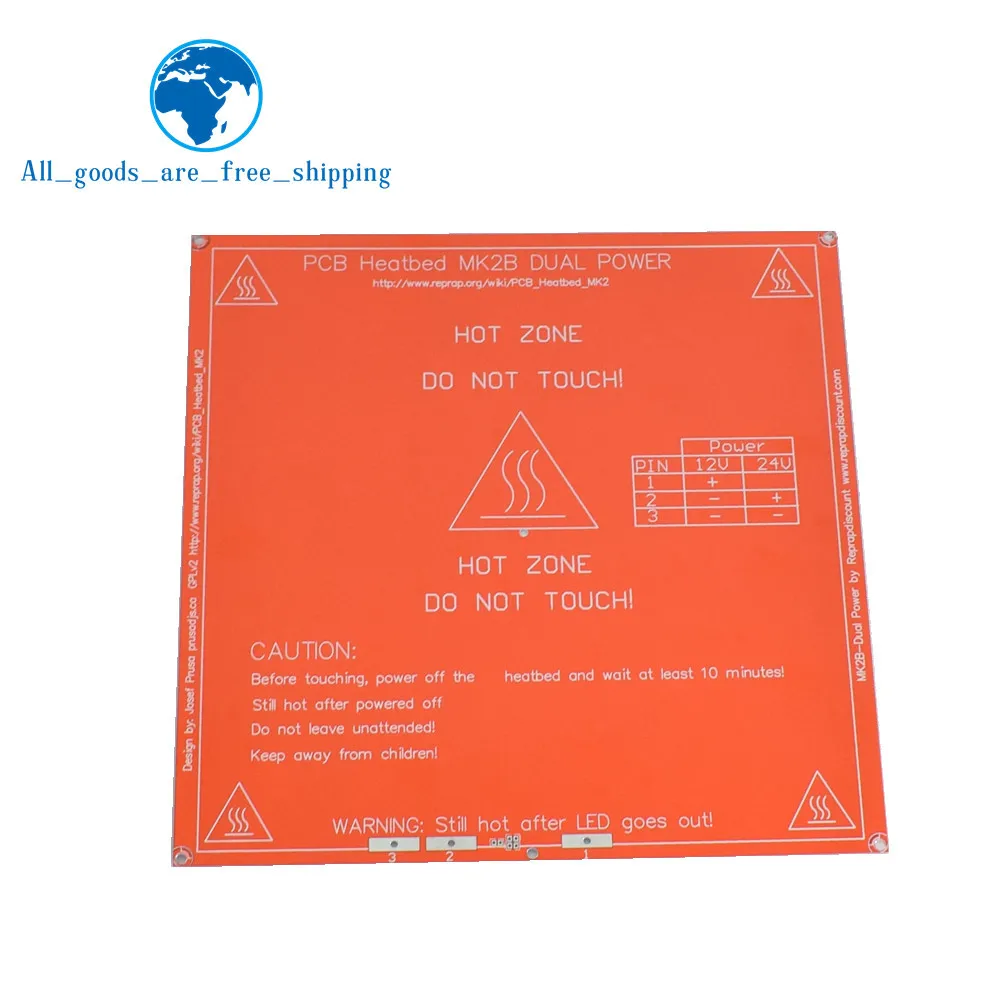 All_goods_are_free_shipping
PCB Heatbed MK2B DUAL POWER
http://www.reprap.org/wiki/PCB_Heatbed_MK2
HOT ZONE
DO NOT TOUCH!
Power
PIN 12V 24V
1 +
2 - +
3 - -
HOT ZONE
DO NOT TOUCH!
CAUTION:
Before touching, power off the heatbed and wait at least 10 minutes!
Still hot after powered off
Do not leave unattended!
Keep away from children!
WARNING: Still hot after LED goes out!
3 2 1
Design by: Josef Prusa prusadjs.cz GPLv2 http://www.reprap.org/wiki/PCB_Heatbed_MK2
MK2B-Dual Power by Reprapdiscount www.reprapdiscount.com